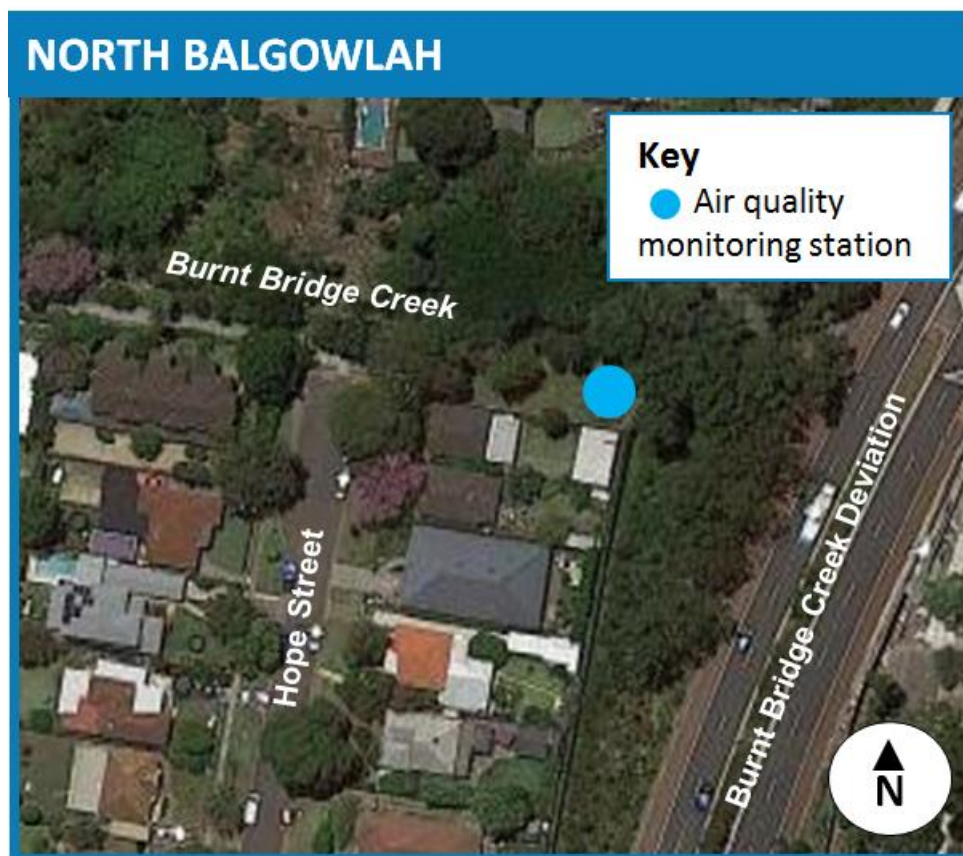 NORTH BALGOWLAH
Key
Air quality
monitoring station
Burnt Bridge Creek
Hope Street
Burnt Bridge Creek Deviation
N